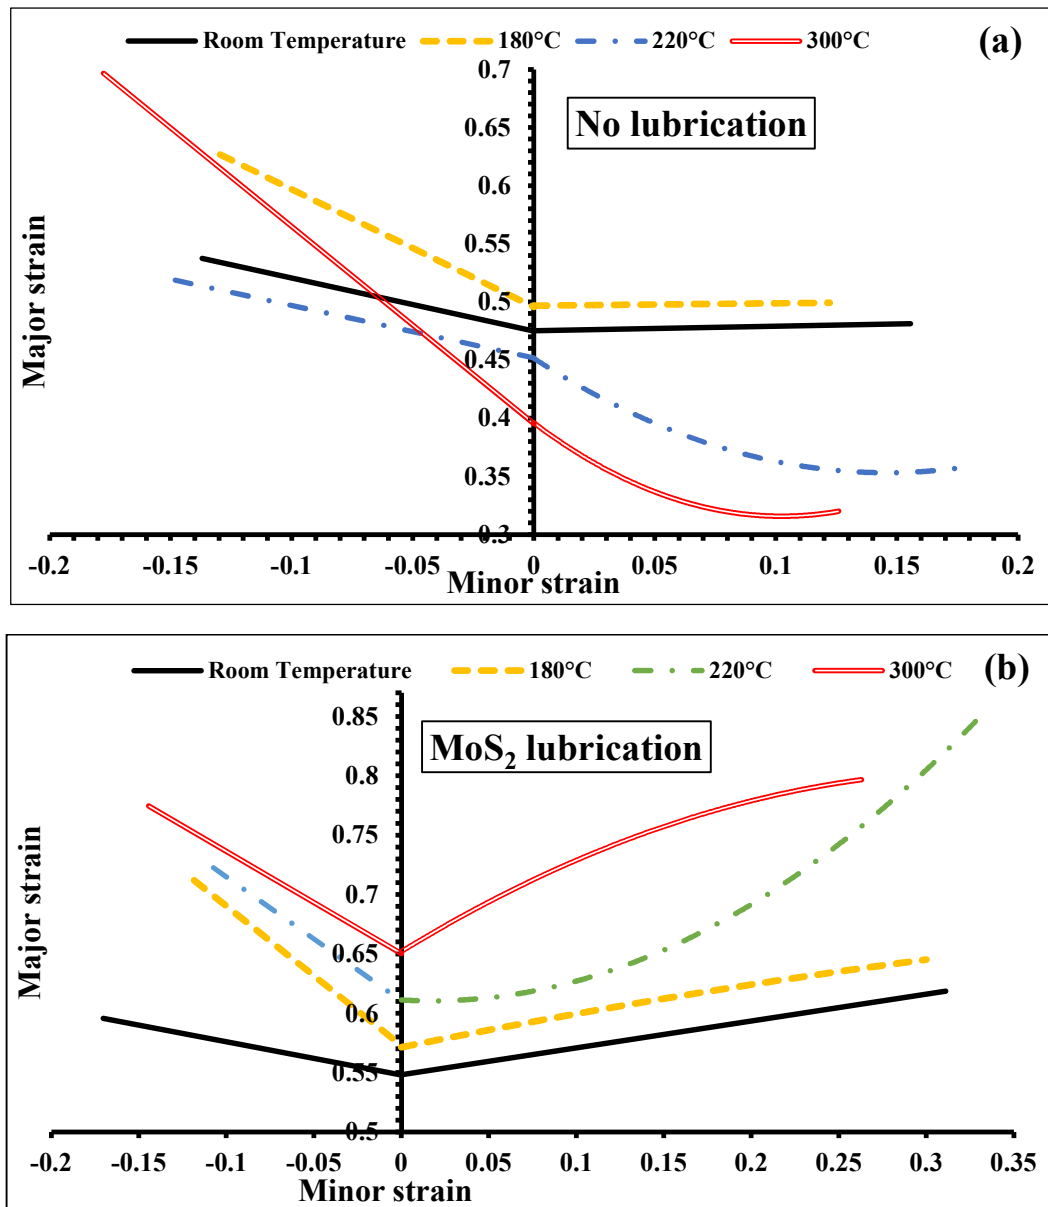 Room Temperature 180°C 220°C 300°C (a)
No lubrication
Major strain
0.7
0.65
0.6
0.55
0.5
0.45
0.4
0.35
0.3
-0.2 -0.15 -0.1 -0.05 0 0.05 0.1 0.15 0.2
Minor strain
Room Temperature 180°C 220°C 300°C (b)
MoS₂ lubrication
Major strain
0.85
0.8
0.75
0.7
0.65
0.6
0.55
0.5
-0.2 -0.15 -0.1 -0.05 0 0.05 0.1 0.15 0.2 0.25 0.3 0.35
Minor strain